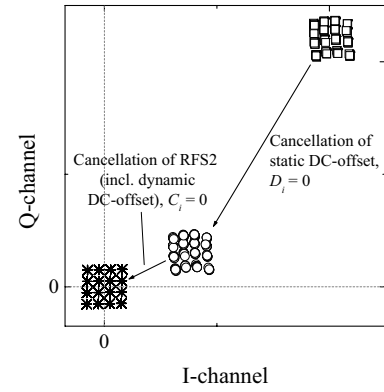 Q-channel
Cancellation of
static DC-offset,
D_i = 0
Cancellation of RFS2
(incl. dynamic
DC-offset), C_i = 0
0
0
I-channel